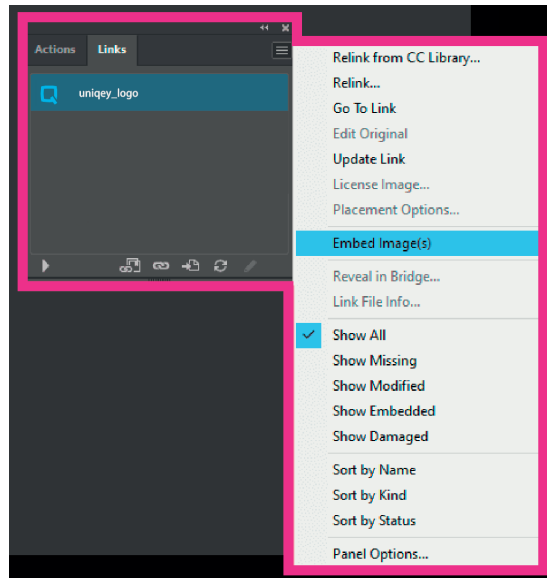 Actions Links
uniqey_logo
Relink from CC Library...
Relink...
Go To Link
Edit Original
Update Link
License Image...
Placement Options...
Embed Image(s)
Reveal in Bridge...
Link File Info...
Show All
Show Missing
Show Modified
Show Embedded
Show Damaged
Sort by Name
Sort by Kind
Sort by Status
Panel Options...